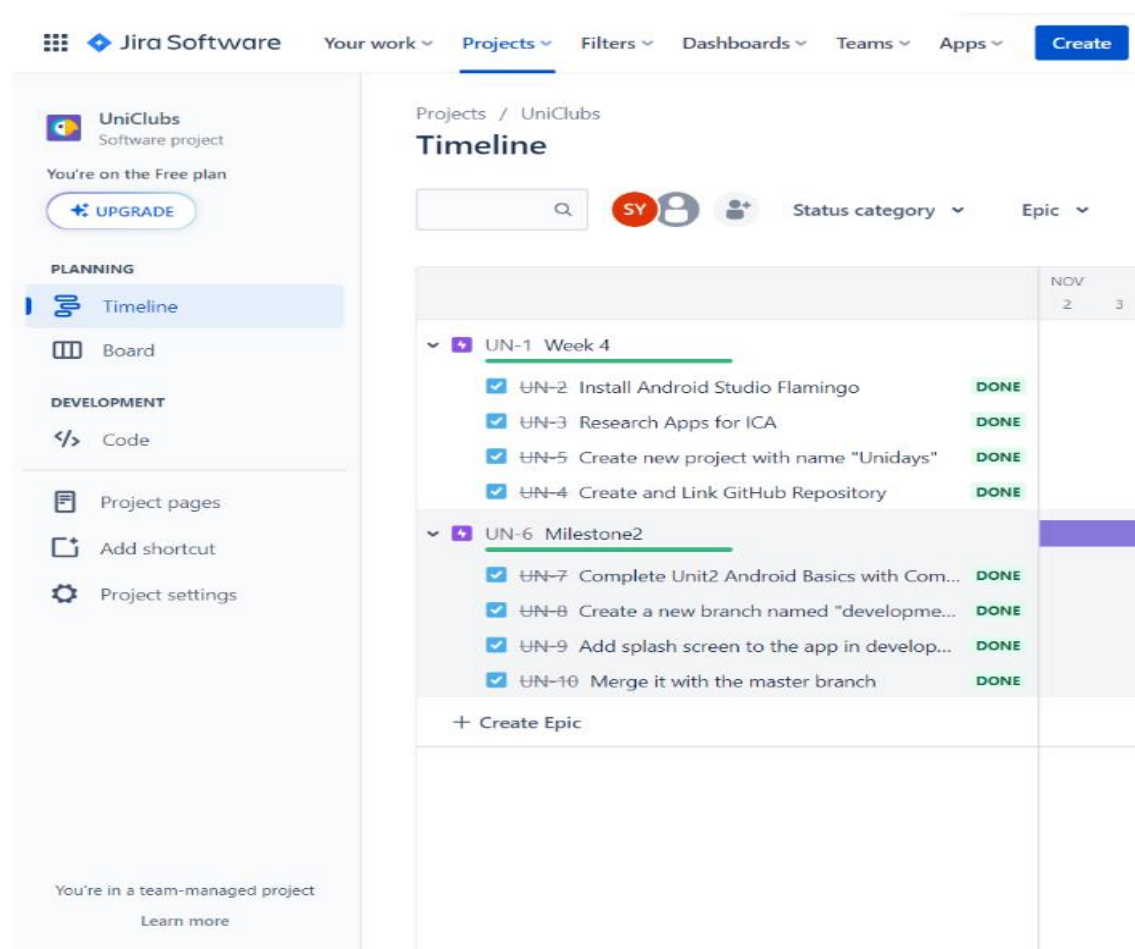 Jira Software Your work Projects Filters Dashboards Teams Apps Create
UniClubs
Software project
You're on the Free plan
UPGRADE
PLANNING
Timeline
Board
DEVELOPMENT
Code
Project pages
Add shortcut
Project settings
You're in a team-managed project
Learn more
Projects / UniClubs
Timeline
SY Status category Epic
NOV
2 3
UN-1 Week 4
UN-2 Install Android Studio Flamingo DONE
UN-3 Research Apps for ICA DONE
UN-5 Create new project with name "Unidays" DONE
UN-4 Create and Link GitHub Repository DONE
UN-6 Milestone2
UN-7 Complete Unit2 Android Basics with Com... DONE
UN-8 Create a new branch named "developme... DONE
UN-9 Add splash screen to the app in develop... DONE
UN-10 Merge it with the master branch DONE
+ Create Epic